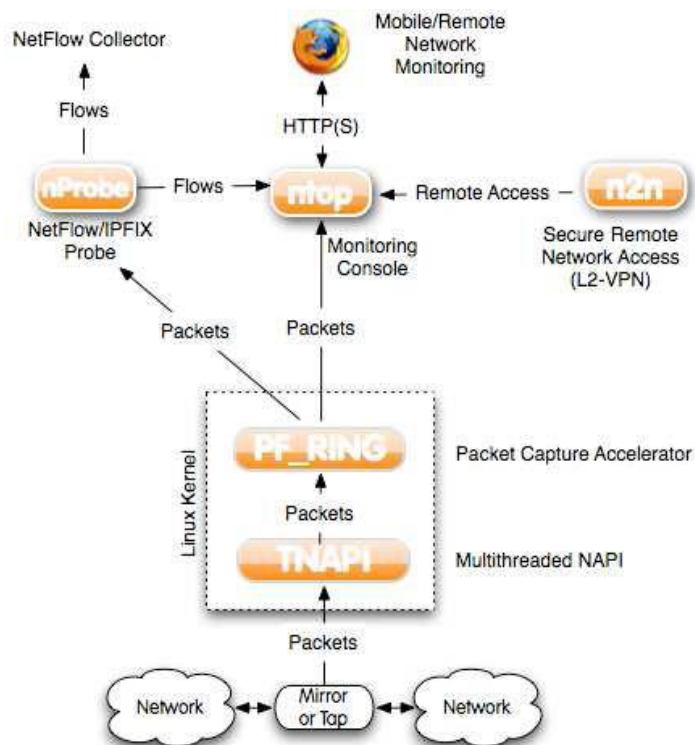 NetFlow Collector
Mobile/Remote
Network
Monitoring
Flows
HTTP(S)
nProbe
Flows
ntop
Remote Access
n2n
NetFlow/IPFIX
Probe
Monitoring
Console
Secure Remote
Network Access
(L2-VPN)
Packets
Packets
Linux Kernel
PF_RING
Packet Capture Accelerator
Packets
TNAPI
Multithreaded NAPI
Packets
Network
Mirror
or Tap
Network